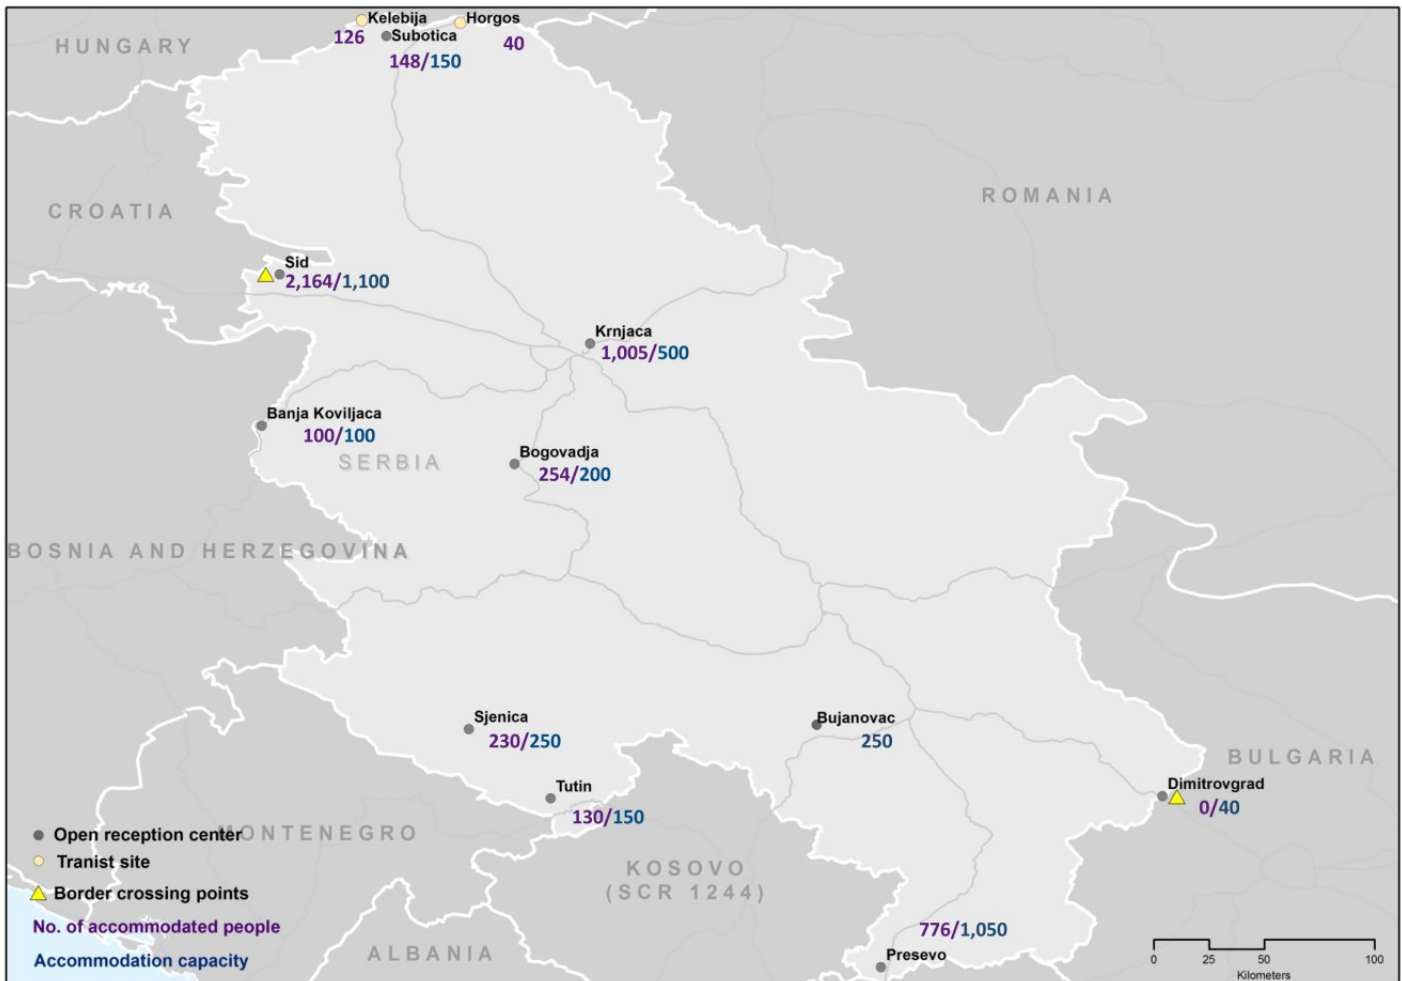 Kelebija
Horgos
HUNGARY
126
Subotica
40
148/150
ROMANIA
CROATIA
Sid
2,164/1,100
Krnjaca
1,005/500
Banja Koviljaca
100/100
Bogovadja
SERBIA
254/200
BOSNIA AND HERZEGOVINA
Sjenica
230/250
Bujanovac
250
BULGARIA
Tutin
130/150
Dimitrovgrad
0/40
Open reception center
MONTENEGRO
Tranist site
KOSOVO
(SCR 1244)
Border crossing points
No. of accommodated people
776/1,050
ALBANIA
Presevo
Accommodation capacity
0 25 50 100
Kilometers